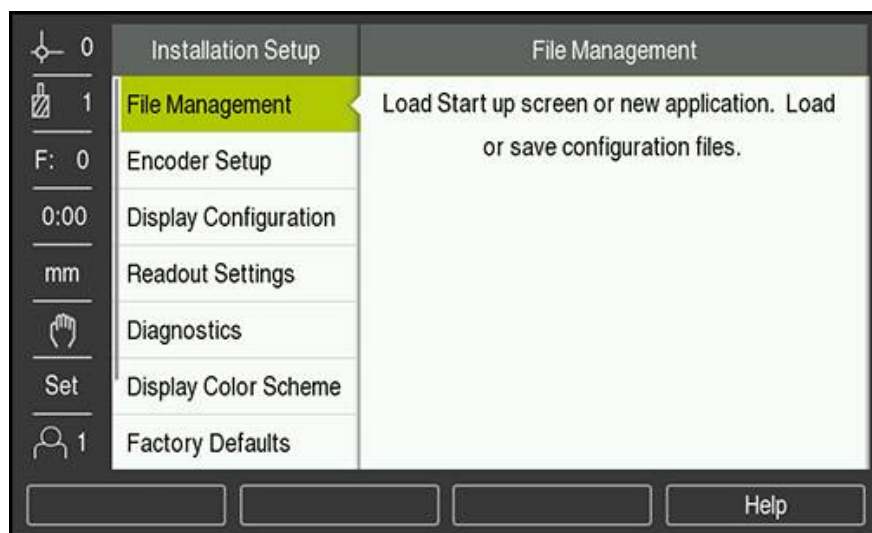 0
Installation Setup
File Management
1
File Management
Load Start up screen or new application. Load
or save configuration files.
F: 0
Encoder Setup
0:00
Display Configuration
mm
Readout Settings
Diagnostics
Set
Display Color Scheme
1
Factory Defaults
Help